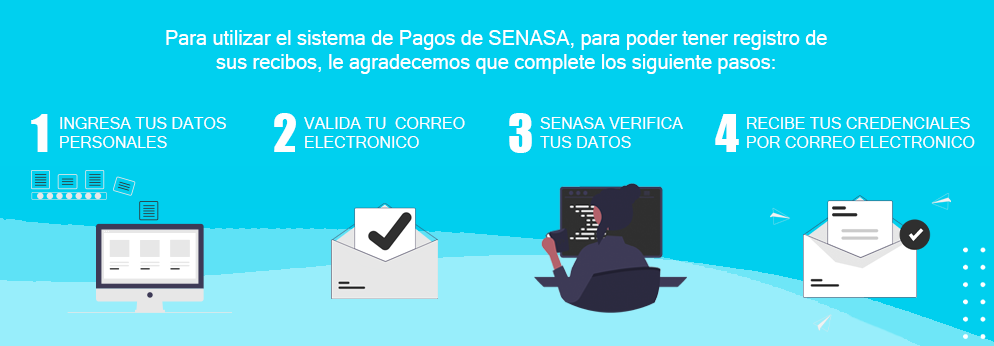 Para utilizar el sistema de Pagos de SENASA, para poder tener registro de
sus recibos, le agradecemos que complete los siguiente pasos:
1 INGRESA TUS DATOS
PERSONALES
2 VALIDA TU CORREO
ELECTRONICO
3 SENASA VERIFICA
TUS DATOS
4 RECIBE TUS CREDENCIALES
POR CORREO ELECTRONICO